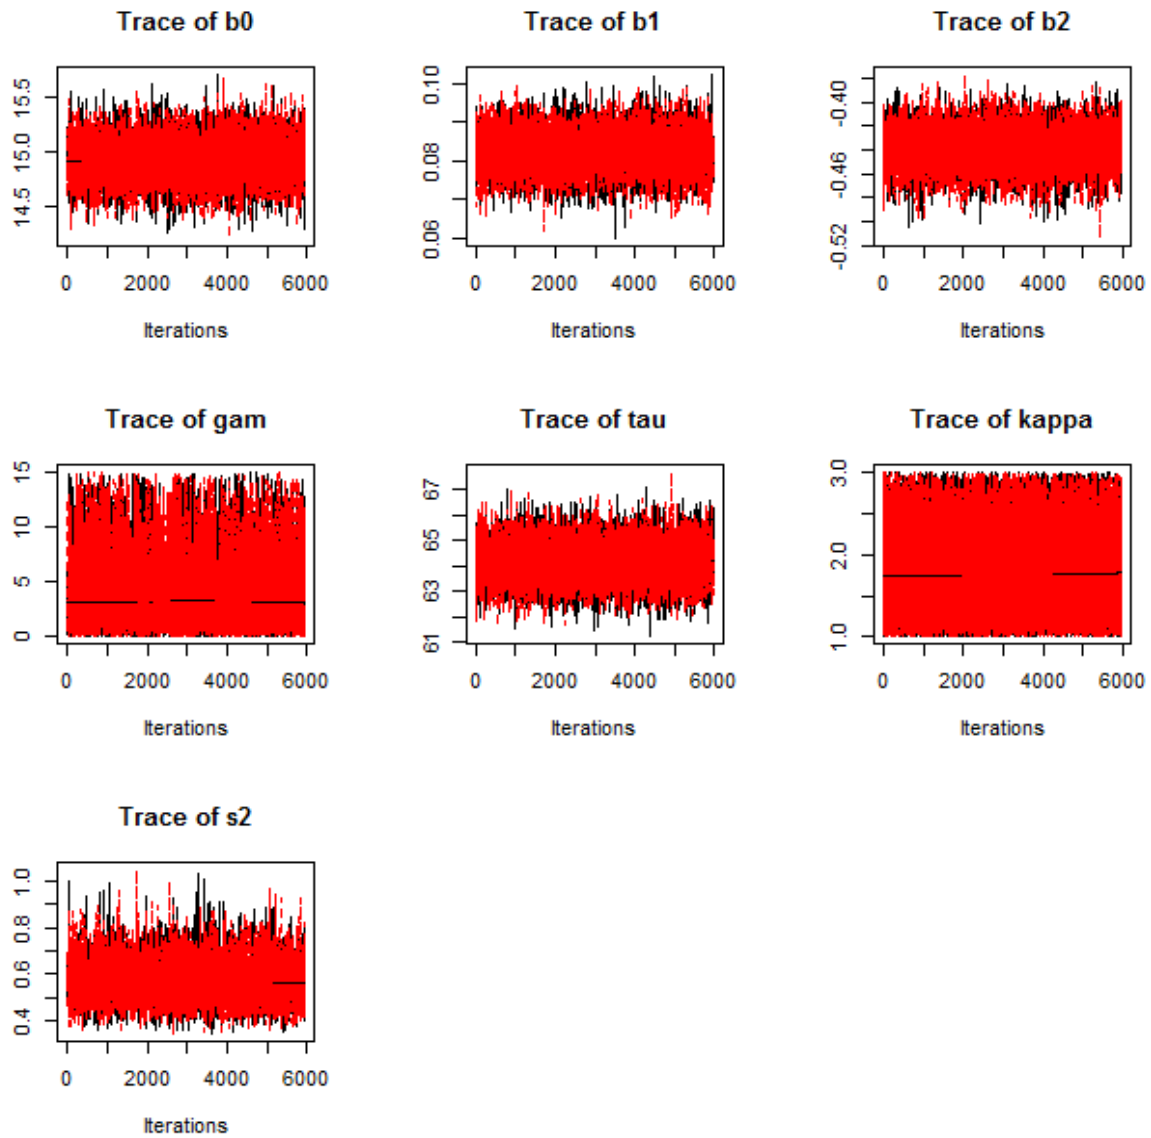 Trace of b0
15.5
15.0
14.5
0 2000 4000 6000
Iterations
Trace of b1
0.10
0.08
0.06
0 2000 4000 6000
Iterations
Trace of b2
-0.40
-0.46
-0.52
0 2000 4000 6000
Iterations
Trace of gam
15
10
5
0
0 2000 4000 6000
Iterations
Trace of tau
67
65
63
61
0 2000 4000 6000
Iterations
Trace of kappa
3.0
2.0
1.0
0 2000 4000 6000
Iterations
Trace of s2
1.0
0.8
0.6
0.4
0 2000 4000 6000
Iterations